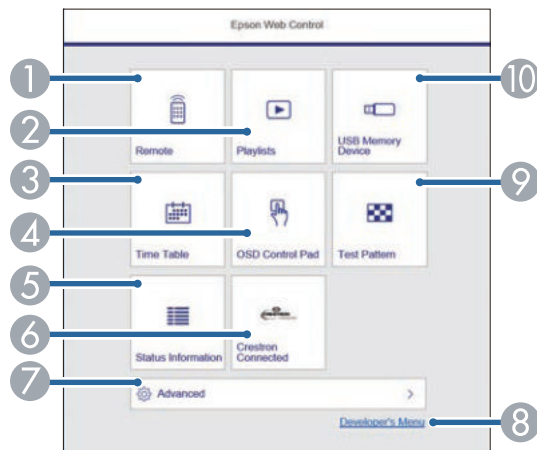 Epson Web Control
1
2
3
4
5
6
7
8
9
10
Remote
Playlists
USB Memory
Device
Time Table
OSD Control Pad
Test Pattern
Status Information
Crestron
Connected
Advanced
Developer's Menu